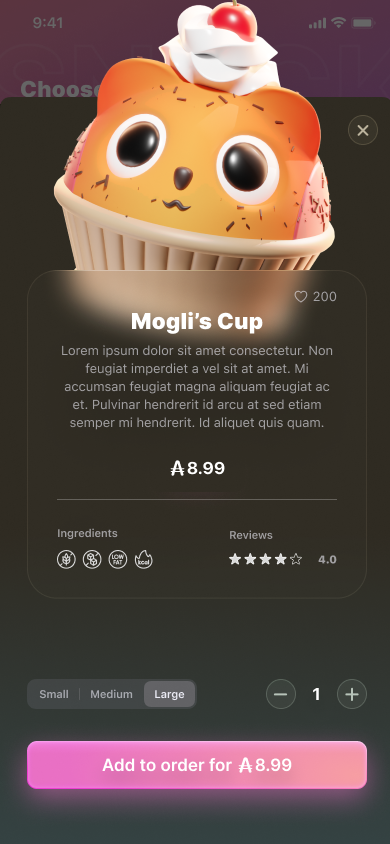 9:41
Choose
200
Mogli's Cup
Lorem ipsum dolor sit amet consectetur. Non
feugiat imperdiet a vel sit at amet. Mi
accumsan feugiat magna aliquam feugiat ac
et. Pulvinar hendrerit id arcu at sed etiam
semper mi hendrerit. Id aliquet quis quam.
8.99
Ingredients
Reviews
LOW
FAT
kcal
4.0
Small Medium Large
1
Add to order for 8.99